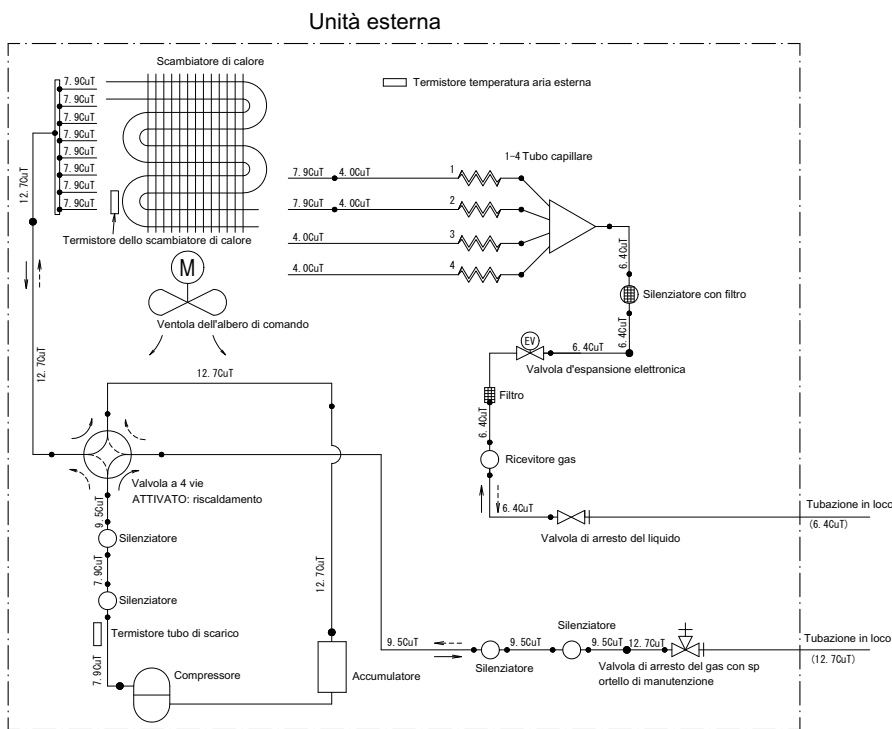 Unità esterna
Scambiatore di calore
7.9CuT
7.9CuT
7.9CuT
7.9CuT
7.9CuT
7.9CuT
7.9CuT
7.9CuT
12.7CuT
Termistore dello scambiatore di calore
Termistore temperatura aria esterna
1-4 Tubo capillare
7.9CuT 4.0CuT 1
7.9CuT 4.0CuT 2
4.0CuT 3
4.0CuT 4
6.4CuT
Silenziatore con filtro
6.4CuT
M
Ventola dell'albero di comando
EV
6.4CuT
Valvola d'espansione elettronica
12.7CuT
12.7CuT
Filtro
6.4CuT
Ricevitore gas
6.4CuT
Valvola di arresto del liquido
Tubazione in loco
(6.4CuT)
Valvola a 4 vie
ATTIVATO: riscaldamento
9.5CuT
Silenziatore
7.9CuT
Silenziatore
Termistore tubo di scarico
7.9CuT
Compressore
12.7CuT
Accumulatore
9.5CuT
Silenziatore
9.5CuT
Silenziatore
9.5CuT
12.7CuT
Valvola di arresto del gas con sp
ortello di manutenzione
Tubazione in loco
(12.7CuT)